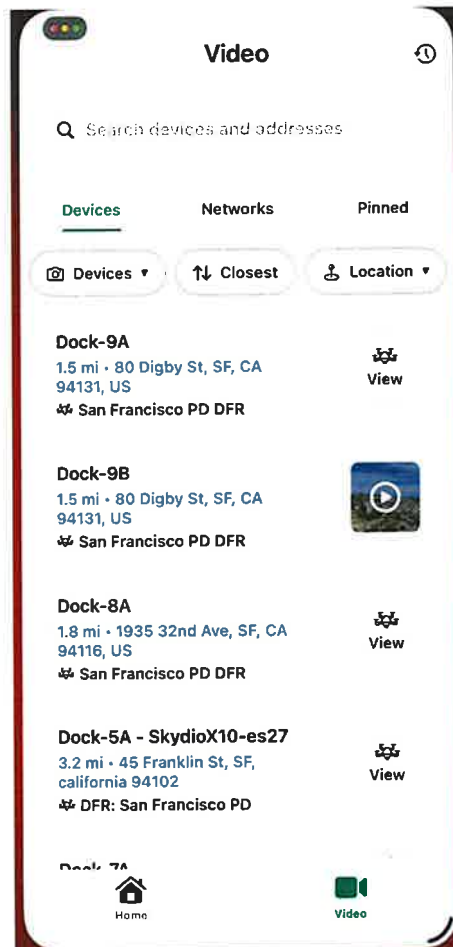 Video
Search devices and addresses
Devices
Networks
Pinned
Devices
Closest
Location
Dock-9A
1.5 mi • 80 Digby St, SF, CA
94131, US
San Francisco PD DFR
View
Dock-9B
1.5 mi • 80 Digby St, SF, CA
94131, US
San Francisco PD DFR
Dock-8A
1.8 mi • 1935 32nd Ave, SF, CA
94116, US
San Francisco PD DFR
View
Dock-5A - SkydioX10-es27
3.2 mi • 45 Franklin St, SF,
california 94102
DFR: San Francisco PD
View
Dock-7A
Home
Video